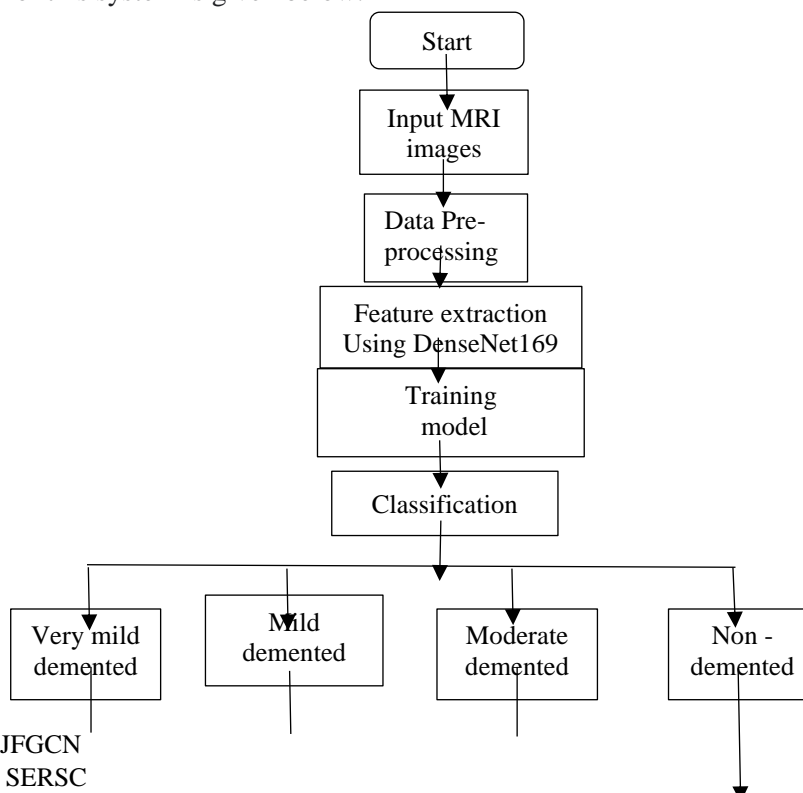 Start
Input MRI
images
Data Pre-
processing
Feature extraction
Using DenseNet169
Training
model
Classification
Very mild
demented
Mild
demented
Moderate
demented
Non -
demented
JFGCN
SERSC